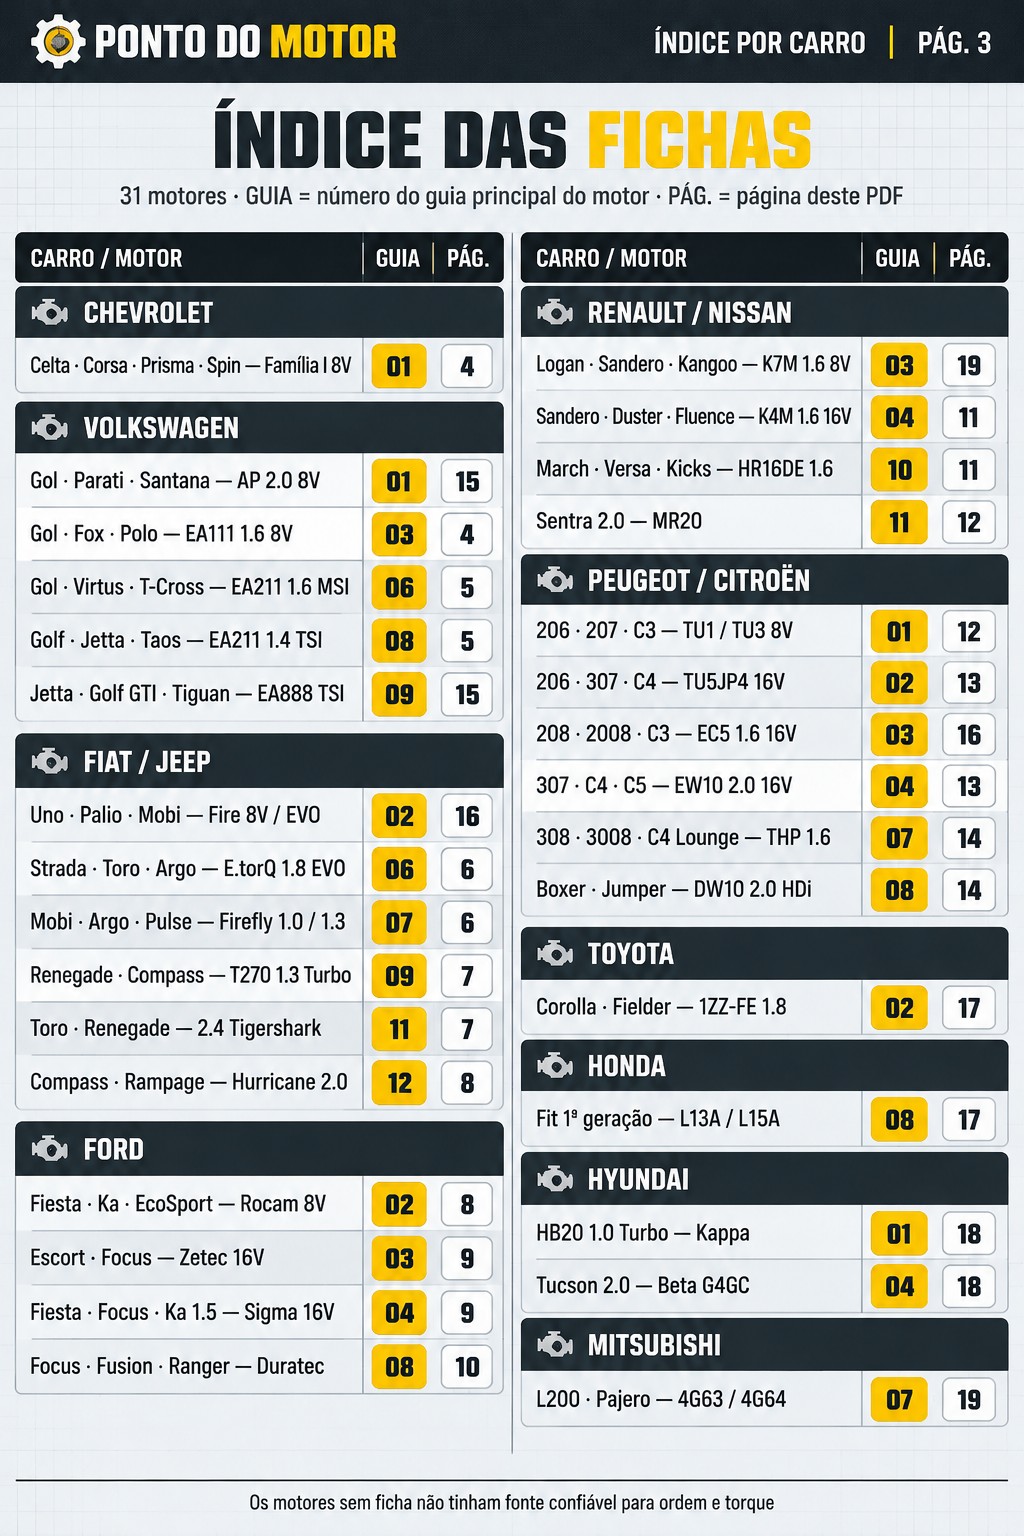 PONTO DO MOTOR
ÍNDICE POR CARRO | PÁG. 3
ÍNDICE DAS FICHAS
31 motores · GUIA = número do guia principal do motor · PÁG. = página deste PDF
CARRO / MOTOR | GUIA | PÁG.
CHEVROLET
Celta · Corsa · Prisma · Spin — Família I 8V 01 4
VOLKSWAGEN
Gol · Parati · Santana — AP 2.0 8V 01 15
Gol · Fox · Polo — EA111 1.6 8V 03 4
Gol · Virtus · T-Cross — EA211 1.6 MSI 06 5
Golf · Jetta · Taos — EA211 1.4 TSI 08 5
Jetta · Golf GTI · Tiguan — EA888 TSI 09 15
FIAT / JEEP
Uno · Palio · Mobi — Fire 8V / EVO 02 16
Strada · Toro · Argo — E.torQ 1.8 EVO 06 6
Mobi · Argo · Pulse — Firefly 1.0 / 1.3 07 6
Renegade · Compass — T270 1.3 Turbo 09 7
Toro · Renegade — 2.4 Tigershark 11 7
Compass · Rampage — Hurricane 2.0 12 8
FORD
Fiesta · Ka · EcoSport — Rocam 8V 02 8
Escort · Focus — Zetec 16V 03 9
Fiesta · Focus · Ka 1.5 — Sigma 16V 04 9
Focus · Fusion · Ranger — Duratec 08 10
CARRO / MOTOR | GUIA | PÁG.
RENAULT / NISSAN
Logan · Sandero · Kangoo — K7M 1.6 8V 03 19
Sandero · Duster · Fluence — K4M 1.6 16V 04 11
March · Versa · Kicks — HR16DE 1.6 10 11
Sentra 2.0 — MR20 11 12
PEUGEOT / CITROËN
206 · 207 · C3 — TU1 / TU3 8V 01 12
206 · 307 · C4 — TU5JP4 16V 02 13
208 · 2008 · C3 — EC5 1.6 16V 03 16
307 · C4 · C5 — EW10 2.0 16V 04 13
308 · 3008 · C4 Lounge — THP 1.6 07 14
Boxer · Jumper — DW10 2.0 HDi 08 14
TOYOTA
Corolla · Fielder — 1ZZ-FE 1.8 02 17
HONDA
Fit 1ª geração — L13A / L15A 08 17
HYUNDAI
HB20 1.0 Turbo — Kappa 01 18
Tucson 2.0 — Beta G4GC 04 18
MITSUBISHI
L200 · Pajero — 4G63 / 4G64 07 19
Os motores sem ficha não tinham fonte confiável para ordem e torque